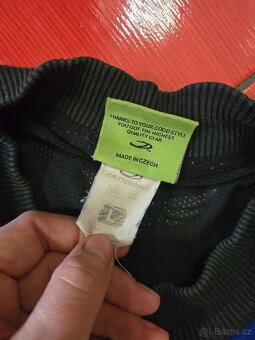 THANKS TO YOUR GOOD STYLE
YOU GOT THE HIGHEST
QUALITY GEAR
MADE IN CZECH
© Bazos.cz